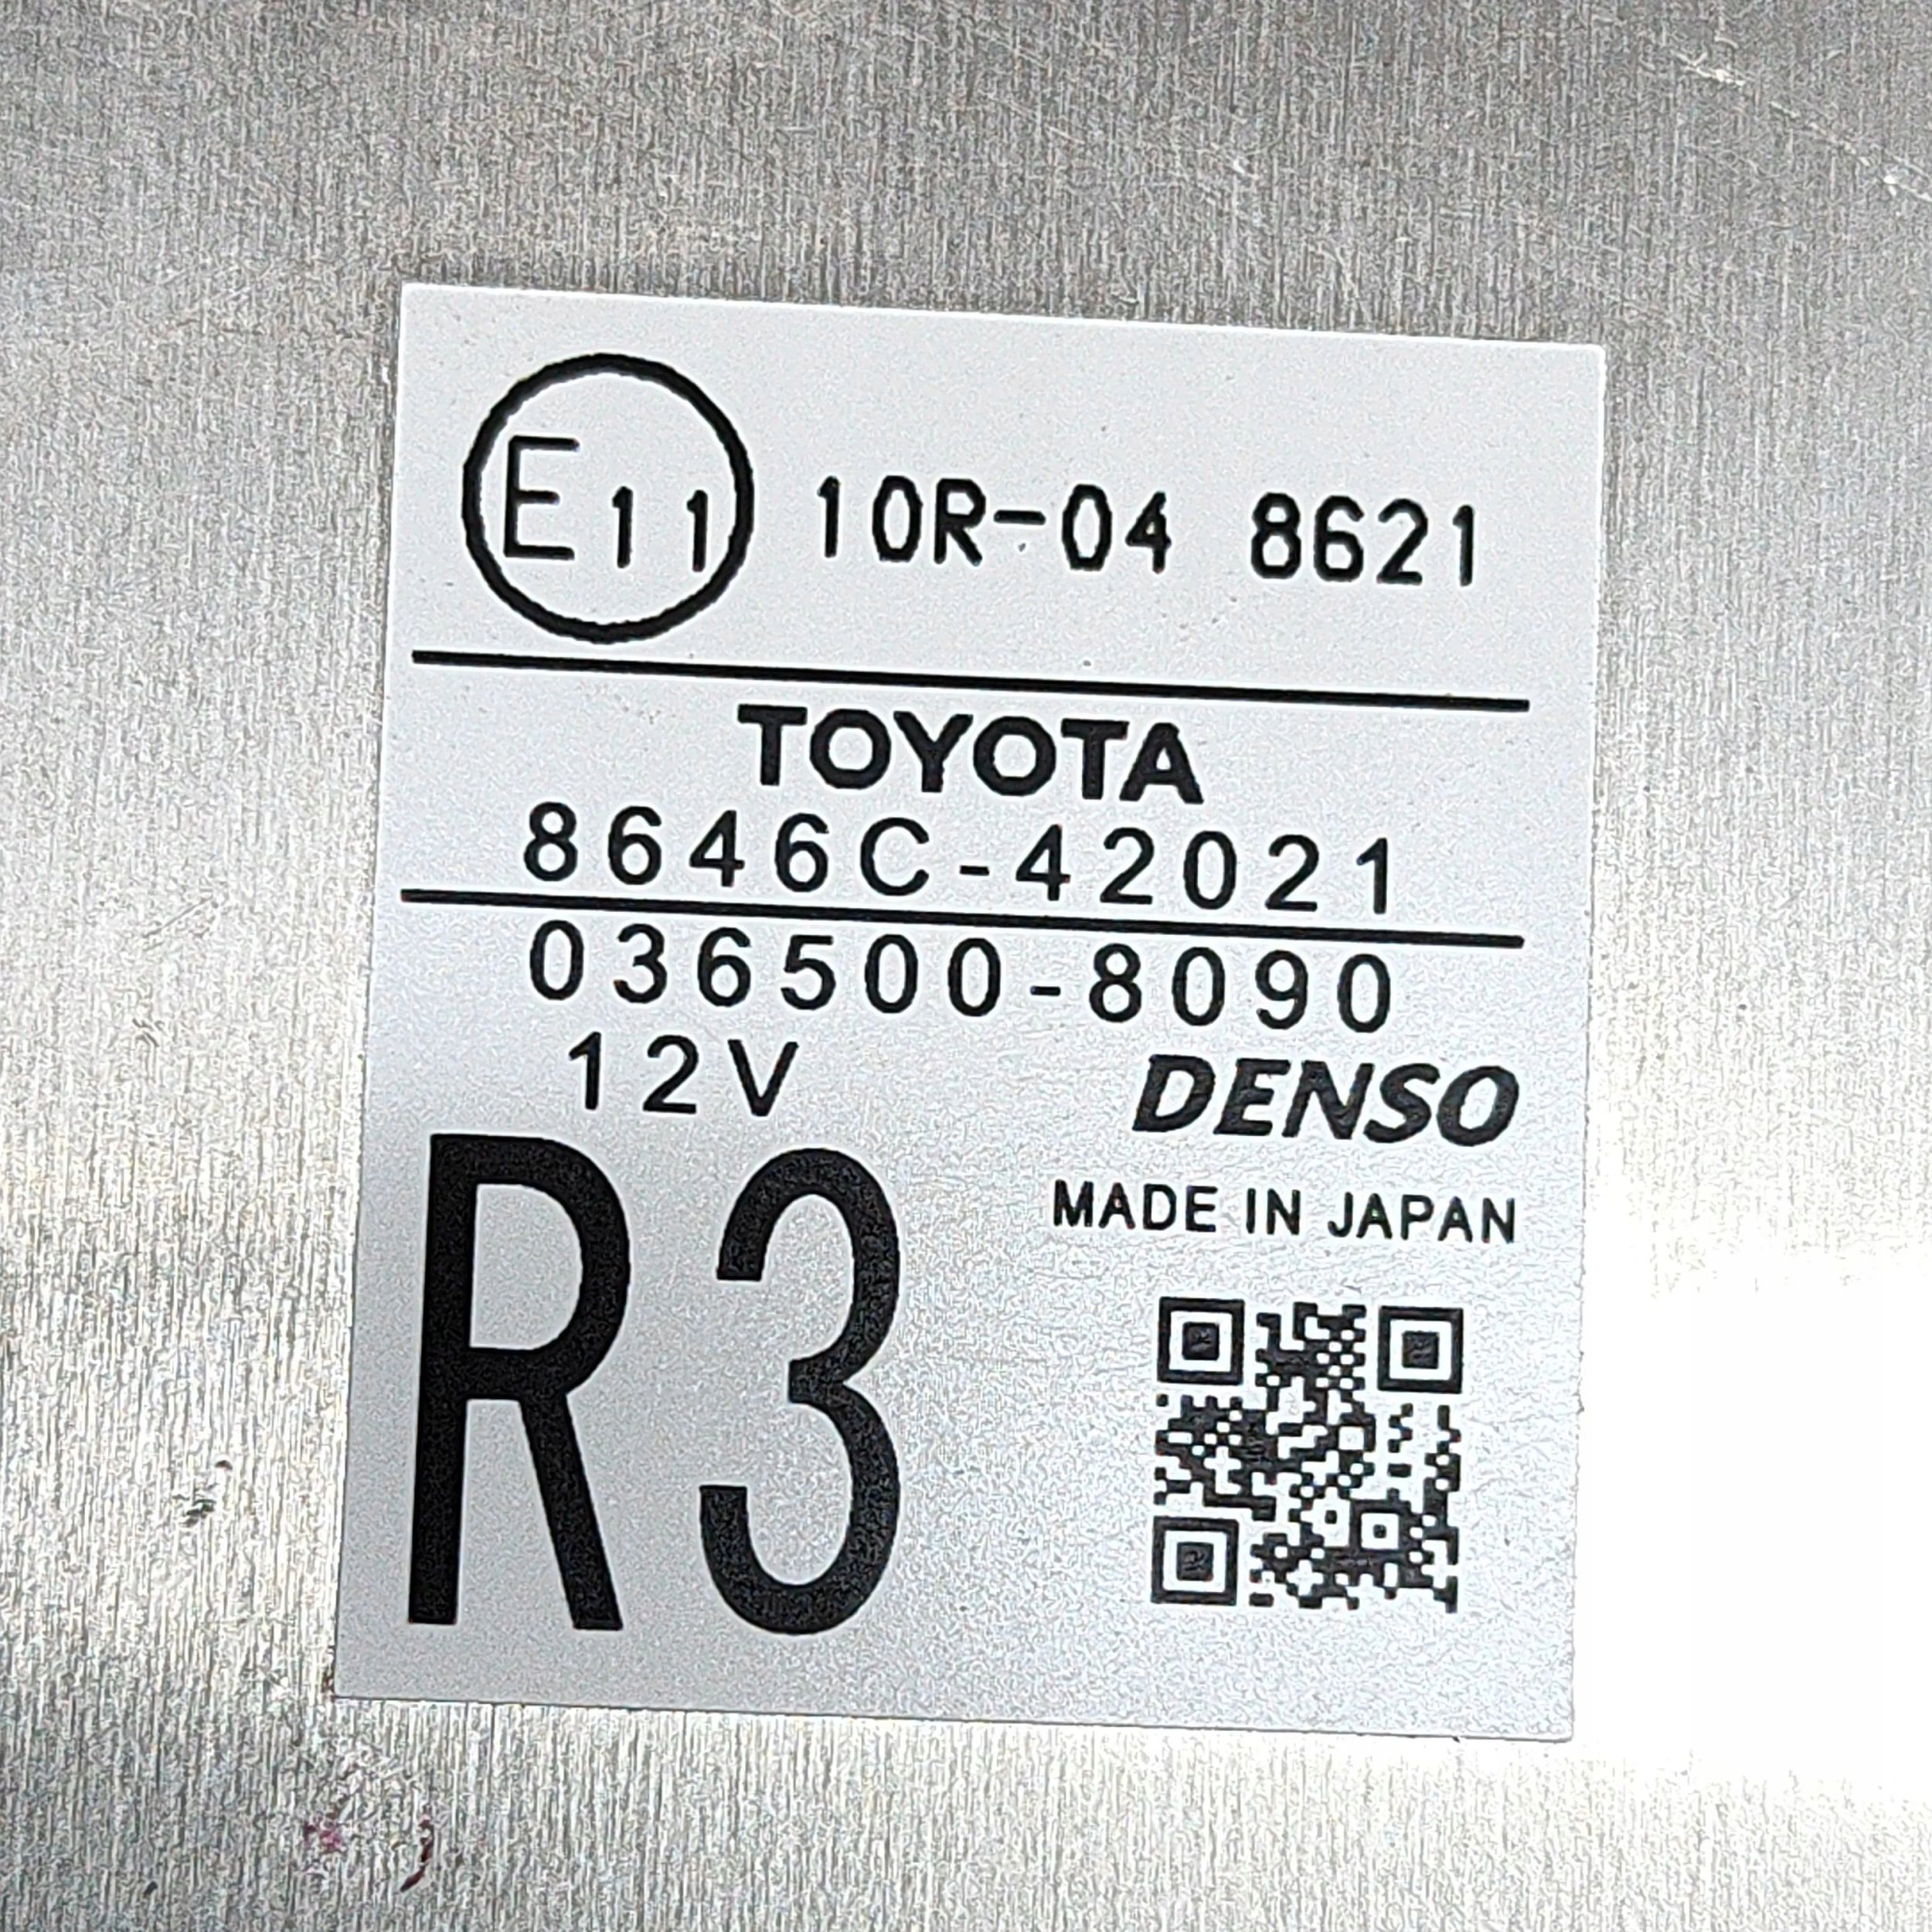 E11 10R-04 8621
TOYOTA
8646C-42021
036500-8090
12V DENSO
R3
MADE IN JAPAN